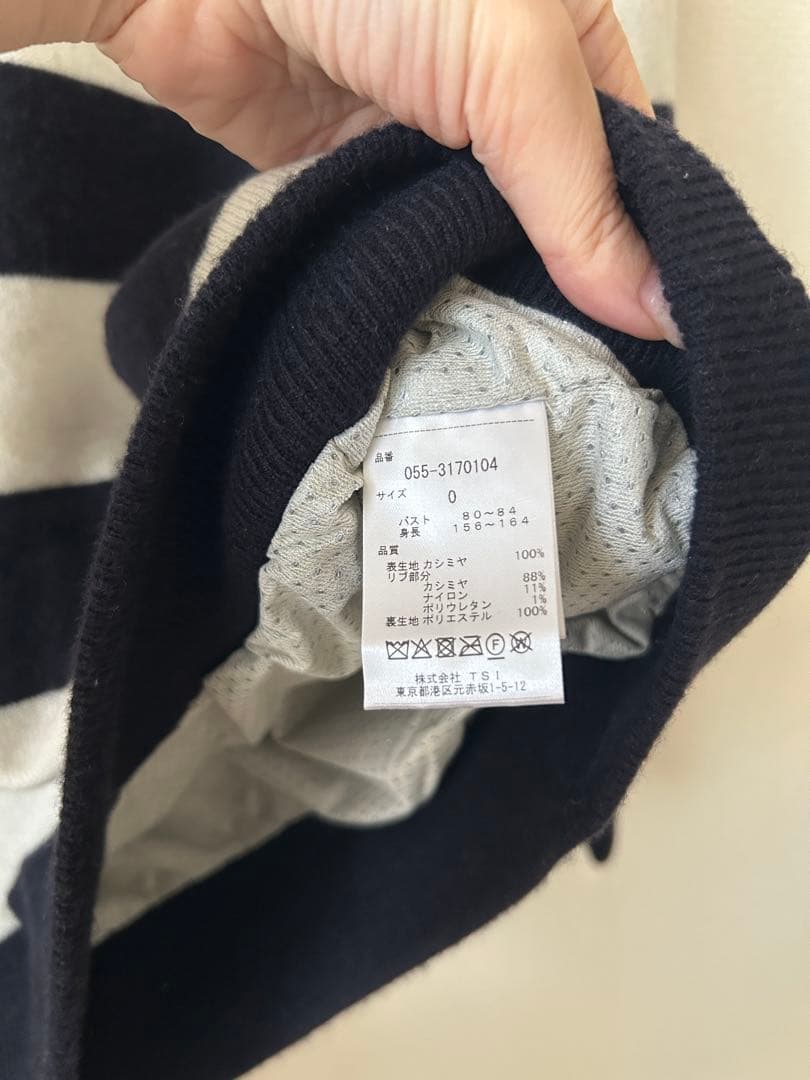 品番
055-3170104
サイズ 0
バスト 80～84
身長 156～164
品質
表生地 カシミヤ 100%
リブ部分
カシミヤ 88%
ナイロン 11%
ポリウレタン 1%
裏生地 ポリエステル 100%
株式会社 TSI
東京都港区元赤坂1-5-12